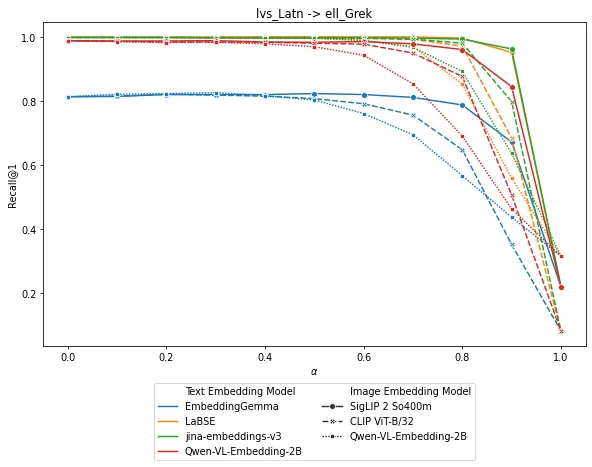 lvs_Latn -> ell_Grek
Recall@1
1.0
0.8
0.6
0.4
0.2
0.0 0.2 0.4 0.6 0.8 1.0
α
Text Embedding Model Image Embedding Model
EmbeddingGemma SigLIP 2 So400m
LaBSE CLIP ViT-B/32
jina-embeddings-v3 Qwen-VL-Embedding-2B
Qwen-VL-Embedding-2B